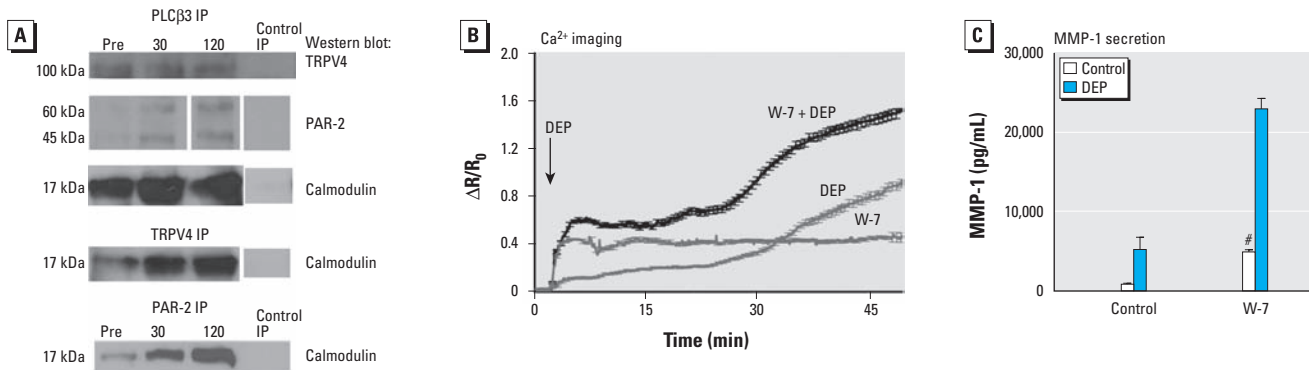 A
PLCβ3 IP
Pre 30 120 Control IP Western blot:
100 kDa TRPV4
60 kDa
45 kDa PAR-2
17 kDa Calmodulin
TRPV4 IP
17 kDa Calmodulin
PAR-2 IP
Pre 30 120 Control IP
17 kDa Calmodulin
B
Ca²⁺ imaging
2.0
1.6
1.2
0.8
0.4
0
ΔR/R₀
DEP
W-7 + DEP
DEP
W-7
0 15 30 45
Time (min)
C
MMP-1 secretion
30,000
20,000
10,000
0
MMP-1 (pg/mL)
Control
DEP
#
Control W-7